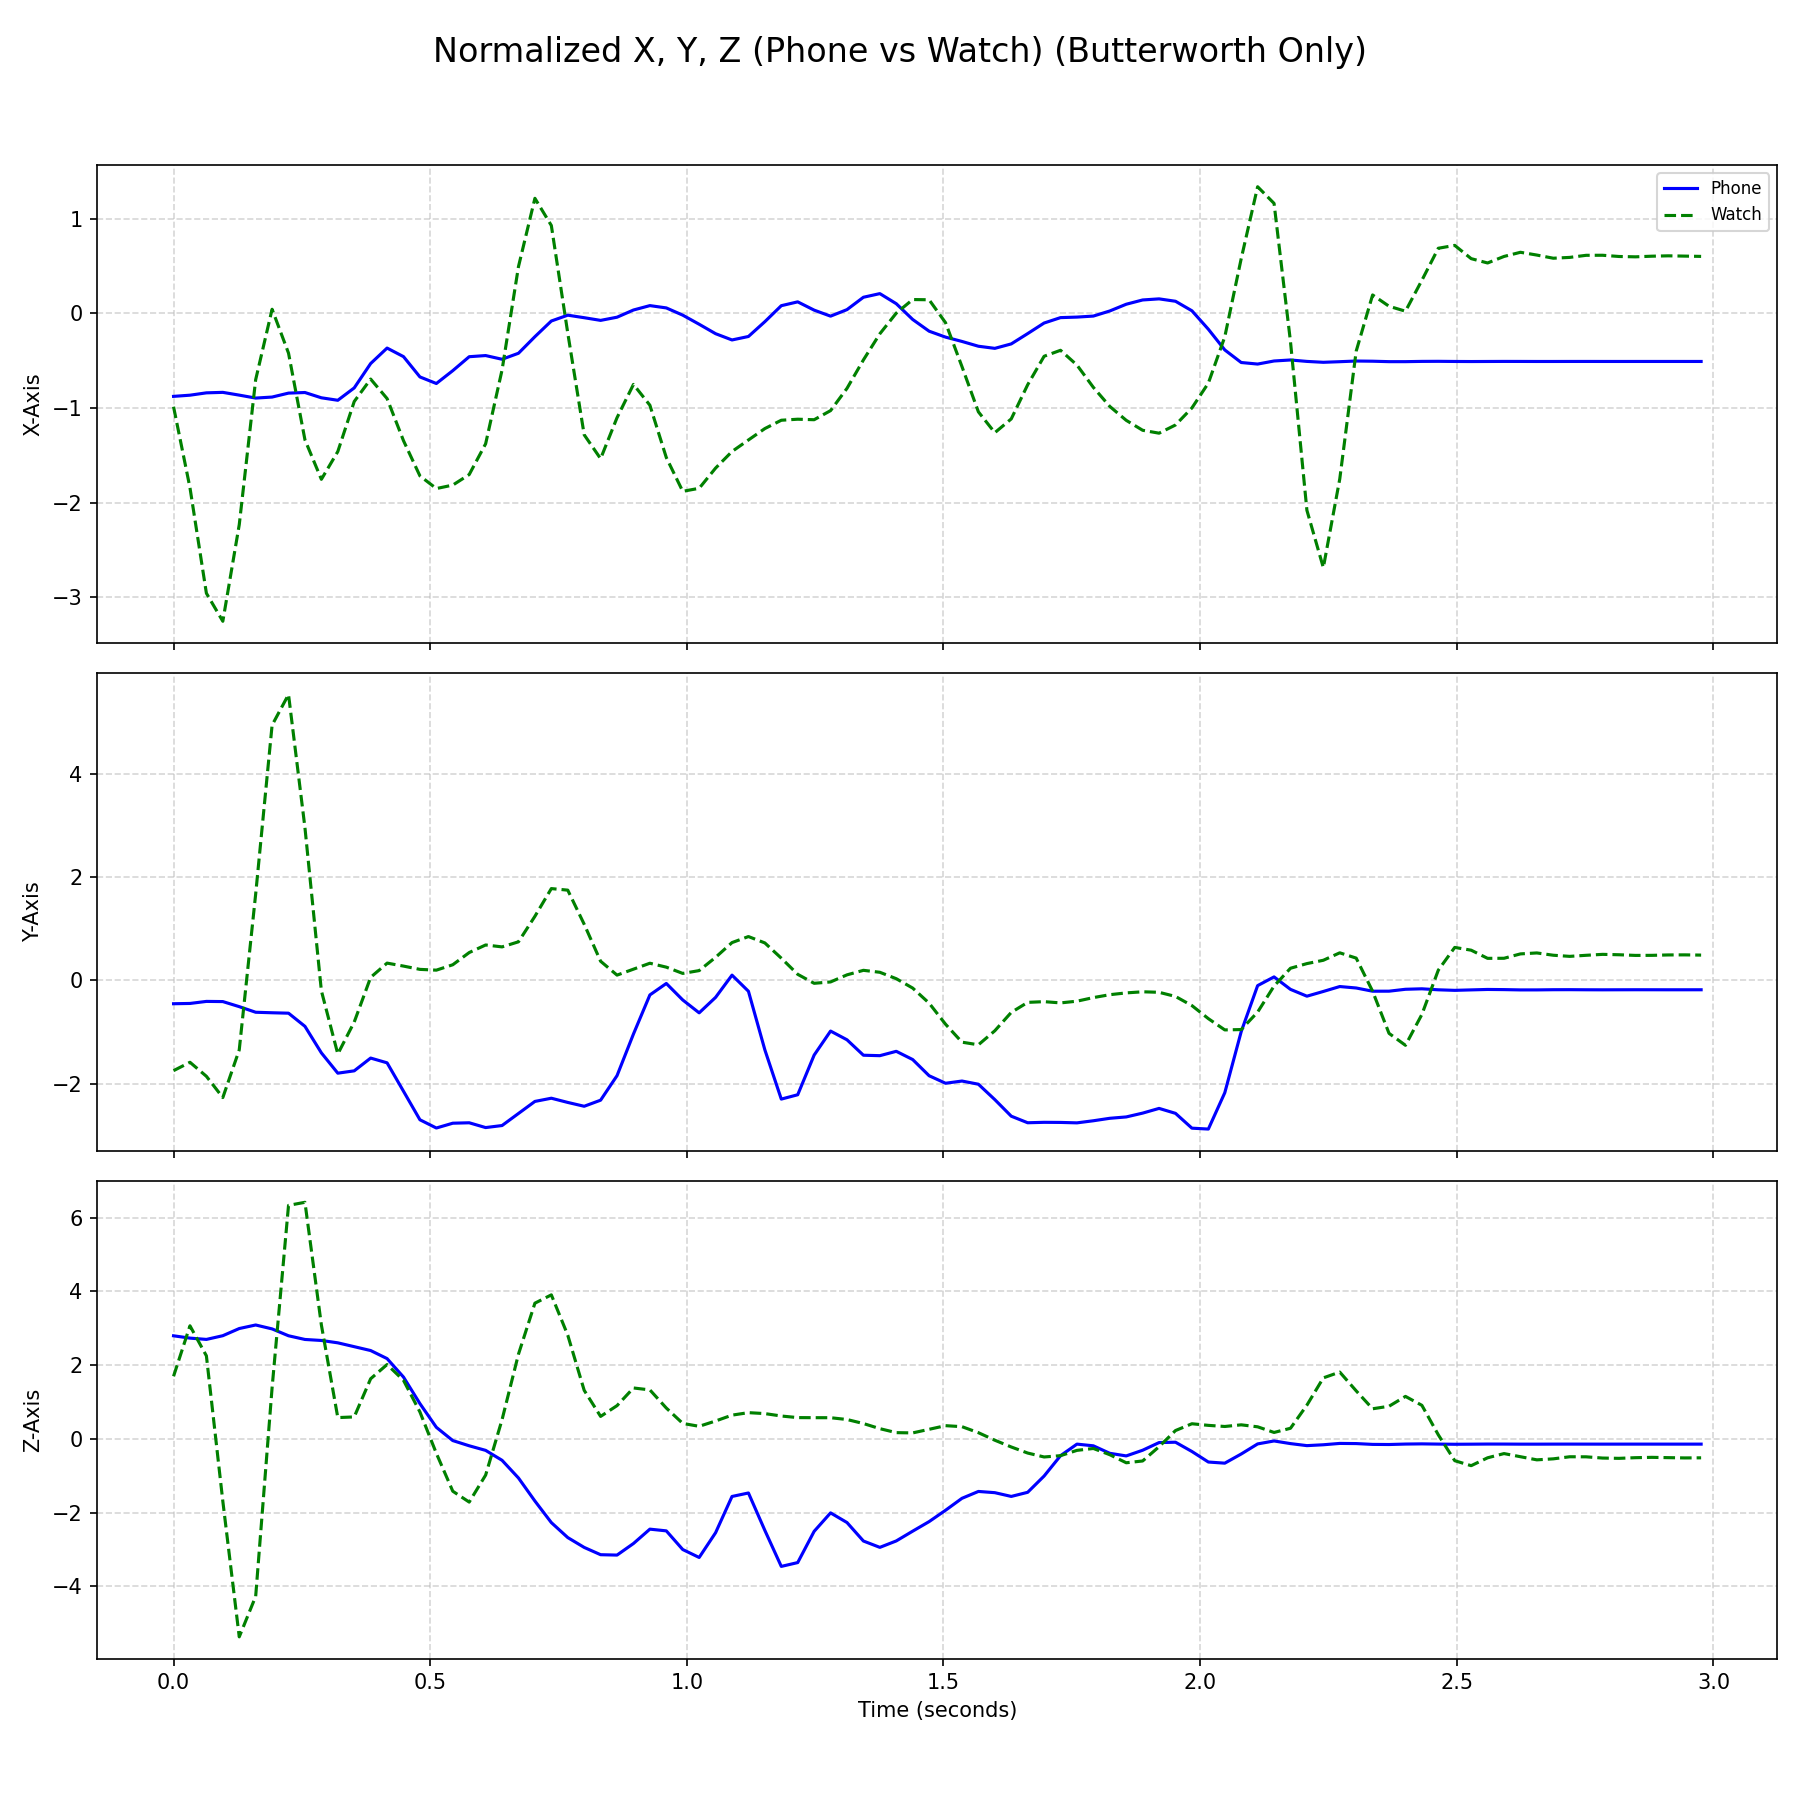 Normalized X, Y, Z (Phone vs Watch) (Butterworth Only)
Phone
Watch
1
0
−1
−2
−3
X-Axis
4
2
0
−2
Y-Axis
6
4
2
0
−2
−4
Z-Axis
0.0 0.5 1.0 1.5 2.0 2.5 3.0
Time (seconds)